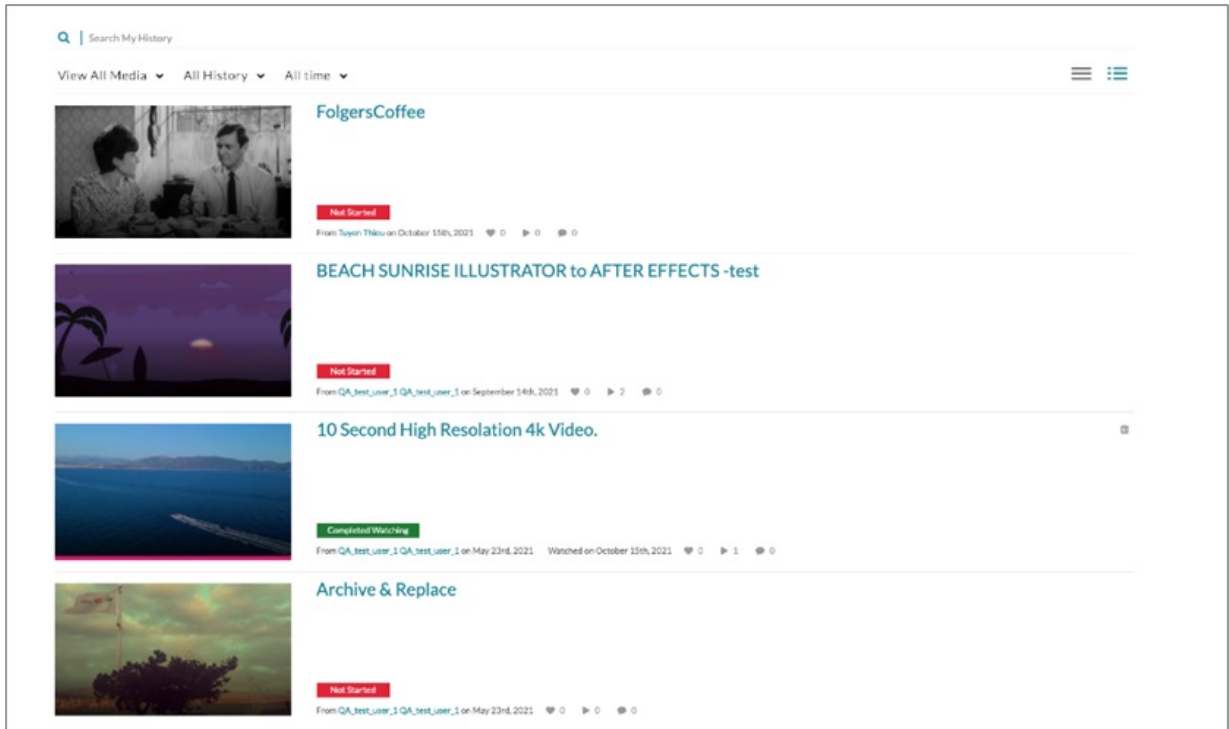 Search My History
View All Media All History All time
FolgersCoffee
Not Started
From Tuyen Thieu on October 15th, 2021 0 0 0
BEACH SUNRISE ILLUSTRATOR to AFTER EFFECTS -test
Not Started
From QA_test_user_1 QA_test_user_1 on September 14th, 2021 0 2 0
10 Second High Resolation 4k Video.
Completed Watching
From QA_test_user_1 QA_test_user_1 on May 23rd, 2021 Watched on October 15th, 2021 0 1 0
Archive & Replace
Not Started
From QA_test_user_1 QA_test_user_1 on May 23rd, 2021 0 0 0